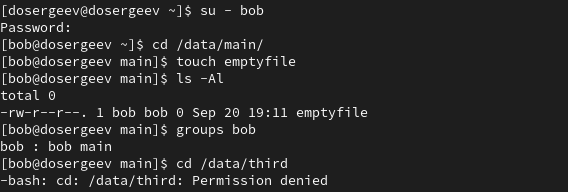 [dosergeev@dosergeev ~]$ su - bob
Password:
[bob@dosergeev ~]$ cd /data/main/
[bob@dosergeev main]$ touch emptyfile
[bob@dosergeev main]$ ls -Al
total 0
-rw-r--r--. 1 bob bob 0 Sep 20 19:11 emptyfile
[bob@dosergeev main]$ groups bob
bob : bob main
[bob@dosergeev main]$ cd /data/third
-bash: cd: /data/third: Permission denied